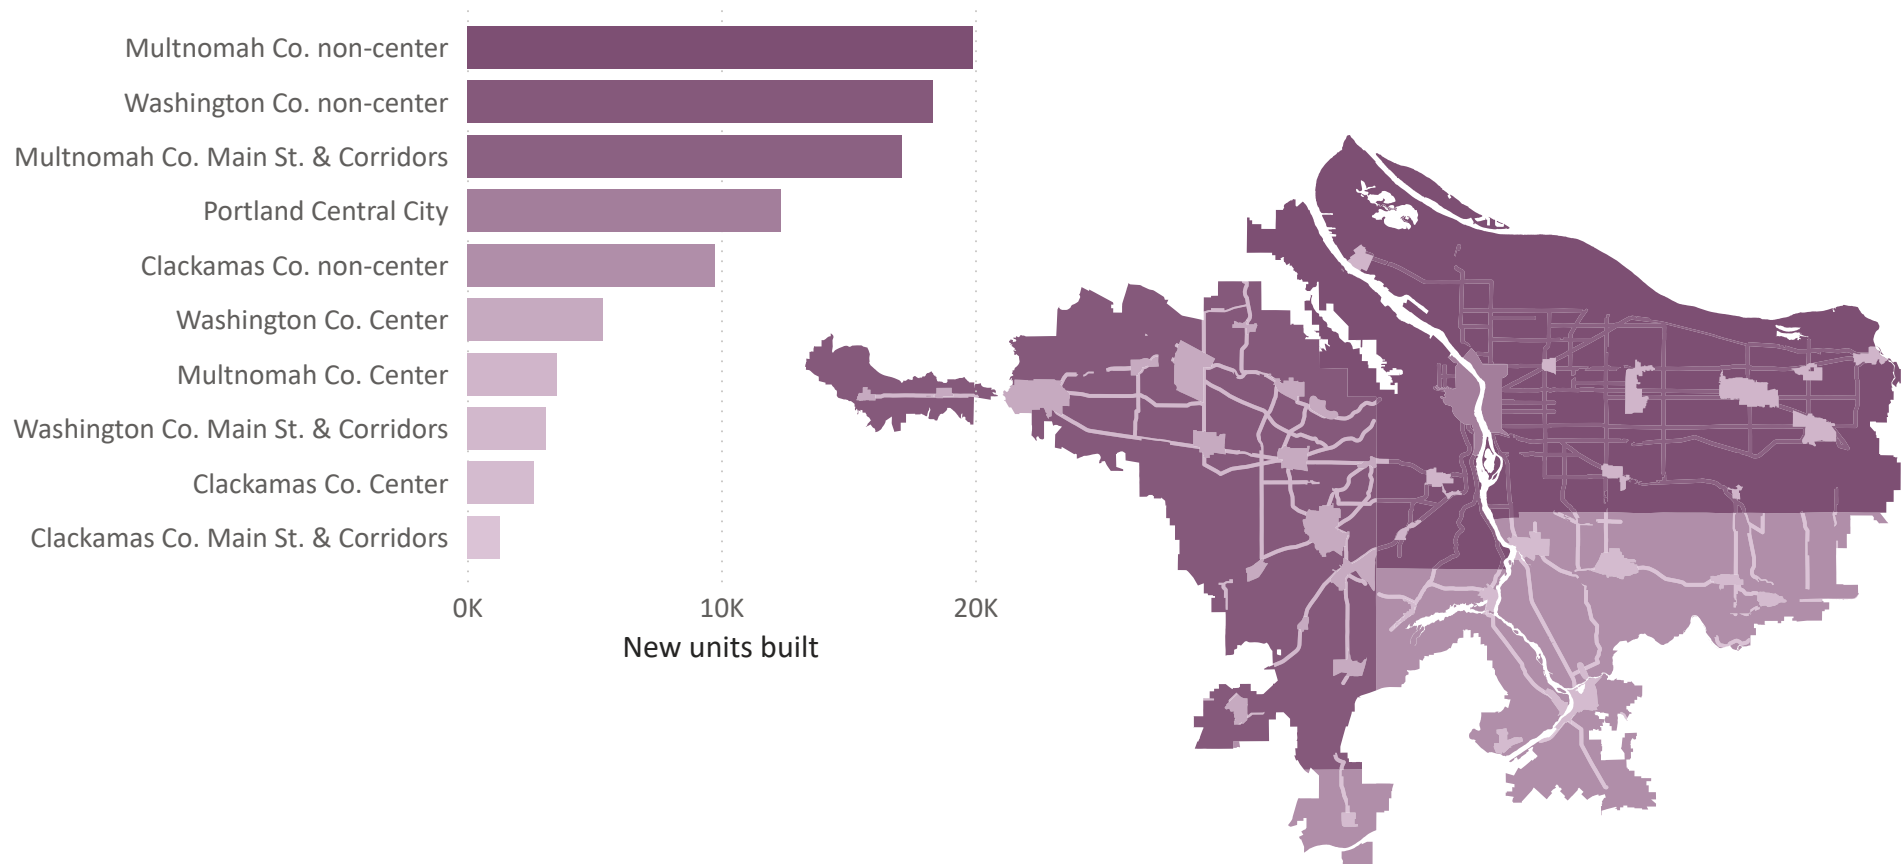 Multnomah Co. non-center
Washington Co. non-center
Multnomah Co. Main St. & Corridors
Portland Central City
Clackamas Co. non-center
Washington Co. Center
Multnomah Co. Center
Washington Co. Main St. & Corridors
Clackamas Co. Center
Clackamas Co. Main St. & Corridors
0K 10K 20K
New units built